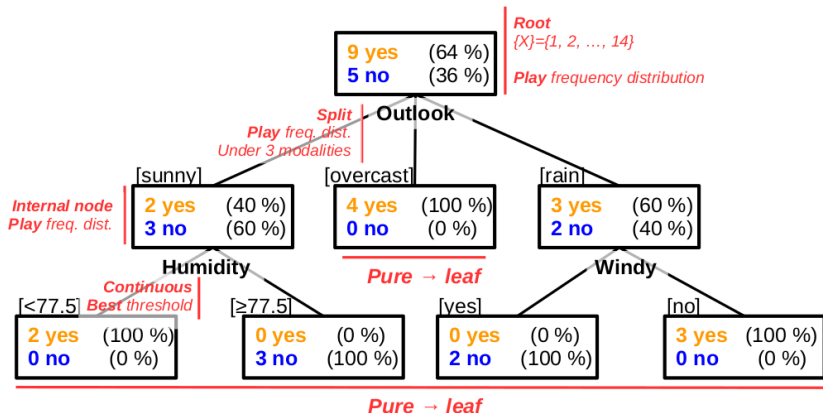 Root
{X}={1, 2, ..., 14}
9 yes (64 %)
5 no (36 %)
Play frequency distribution
Split
Play freq. dist.
Under 3 modalities
Outlook
[sunny]
[overcast]
[rain]
Internal node
Play freq. dist.
2 yes (40 %)
3 no (60 %)
4 yes (100 %)
0 no (0 %)
3 yes (60 %)
2 no (40 %)
Pure → leaf
Humidity
Windy
Continuous
Best threshold
[<77.5]
[≥77.5]
[yes]
[no]
2 yes (100 %)
0 no (0 %)
0 yes (0 %)
3 no (100 %)
0 yes (0 %)
2 no (100 %)
3 yes (100 %)
0 no (0 %)
Pure → leaf